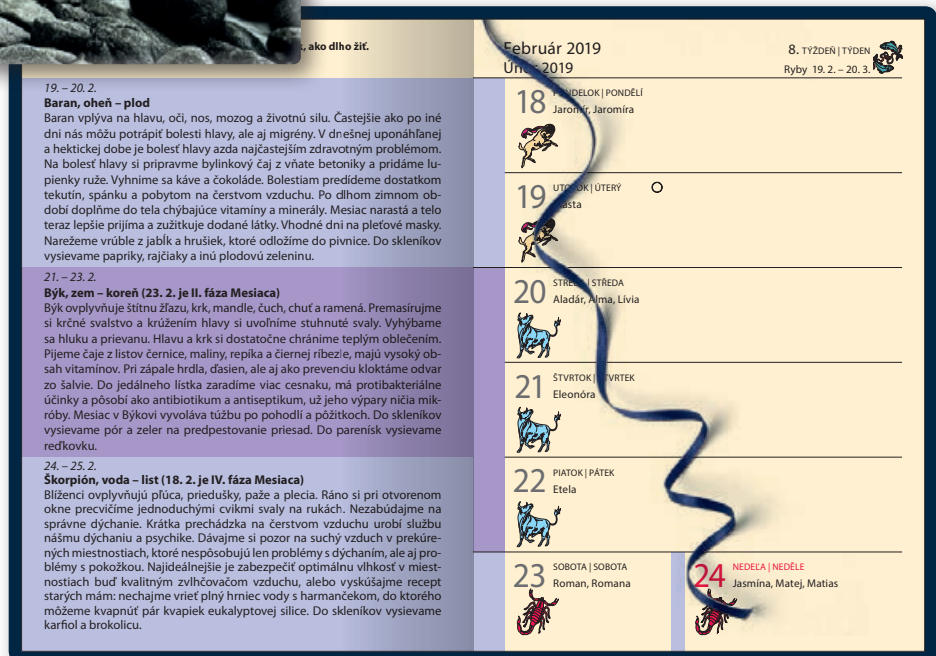 , ako dlho žiť.
19. – 20. 2.
Baran, oheň – plod
Baran vplýva na hlavu, oči, nos, mozog a životnú silu. Častejšie ako po iné
dni nás môžu potrápiť bolesti hlavy, ale aj migrény. V dnešnej uponáhľanej
a hektickej dobe je bolesť hlavy azda najčastejším zdravotným problémom.
Na bolesť hlavy si pripravme bylinkový čaj z vňate betoniky a pridáme lu-
pienky ruže. Vyhnime sa káve a čokoláde. Bolestiam predídeme dostatkom
tekutín, spánku a pobytom na čerstvom vzduchu. Po dlhom zimnom ob-
dobí doplňme do tela chýbajúce vitamíny a minerály. Mesiac narastá a telo
teraz lepšie prijíma a zužitkuje dodané látky. Vhodné dni na pleťové masky.
Narežeme vrúble z jabĺk a hrušiek, ktoré odložíme do pivnice. Do skleníkov
vysievame papriky, rajčiaky a inú plodovú zeleninu.
21. – 23. 2.
Býk, zem – koreň (23. 2. je II. fáza Mesiaca)
Býk ovplyvňuje štítnu žľazu, krk, mandle, čuch, chuť a ramená. Premasírujme
si krčné svalstvo a krúžením hlavy si uvoľníme stuhnuté svaly. Vyhýbame
sa hluku a prievanu. Hlavu a krk si dostatočne chránime teplým oblečením.
Pijeme čaje z listov černice, maliny, repíka a čiernej ríbezle, majú vysoký ob-
sah vitamínov. Pri zápale hrdla, ďasien, ale aj ako prevenciu kloktáme odvar
zo šalvie. Do jedálneho lístka zaradíme viac cesnaku, má protibakteriálne
účinky a pôsobí ako antibiotikum a antiseptikum, už jeho výpary ničia mik-
róby. Mesiac v Býkovi vyvoláva túžbu po pohodlí a pôžitkoch. Do skleníkov
vysievame pór a zeler na predpestovanie priesad. Do parenísk vysievame
reďkovku.
24. – 25. 2.
Škorpión, voda – list (18. 2. je IV. fáza Mesiaca)
Blíženci ovplyvňujú pľúca, priedušky, paže a plecia. Ráno si pri otvorenom
okne precvičíme jednoduchými cvikmi svaly na rukách. Nezabúdajme na
správne dýchanie. Krátka prechádzka na čerstvom vzduchu urobí službu
nášmu dýchaniu a psychike. Dávajme si pozor na suchý vzduch v prekúre-
ných miestnostiach, ktoré nespôsobujú len problémy s dýchaním, ale aj pro-
blémy s pokožkou. Najideálnejšie je zabezpečiť optimálnu vlhkosť v miest-
nostiach buď kvalitným zvlhčovačom vzduchu, alebo vyskúšajme recept
starých mám: nechajme vrieť plný hrniec vody s harmančekom, do ktorého
môžeme kvapnúť pár kvapiek eukalyptovej silice. Do skleníkov vysievame
karfiol a brokolicu.
Február 2019
Únor 2019
8. TÝŽDEŇ | TÝDEN
Ryby 19. 2. – 20. 3.
18 PONDELOK | PONDĚLÍ
Jaromír, Jaromíra
19 UTOROK | ÚTERÝ
Vlasta
20 STREDA | STŘEDA
Aladár, Alma, Lívia
21 ŠTVRTOK | ČTVRTEK
Eleonóra
22 PIATOK | PÁTEK
Etela
23 SOBOTA | SOBOTA
Roman, Romana
24 NEDEĽA | NEDĚLE
Jasmína, Matej, Matias